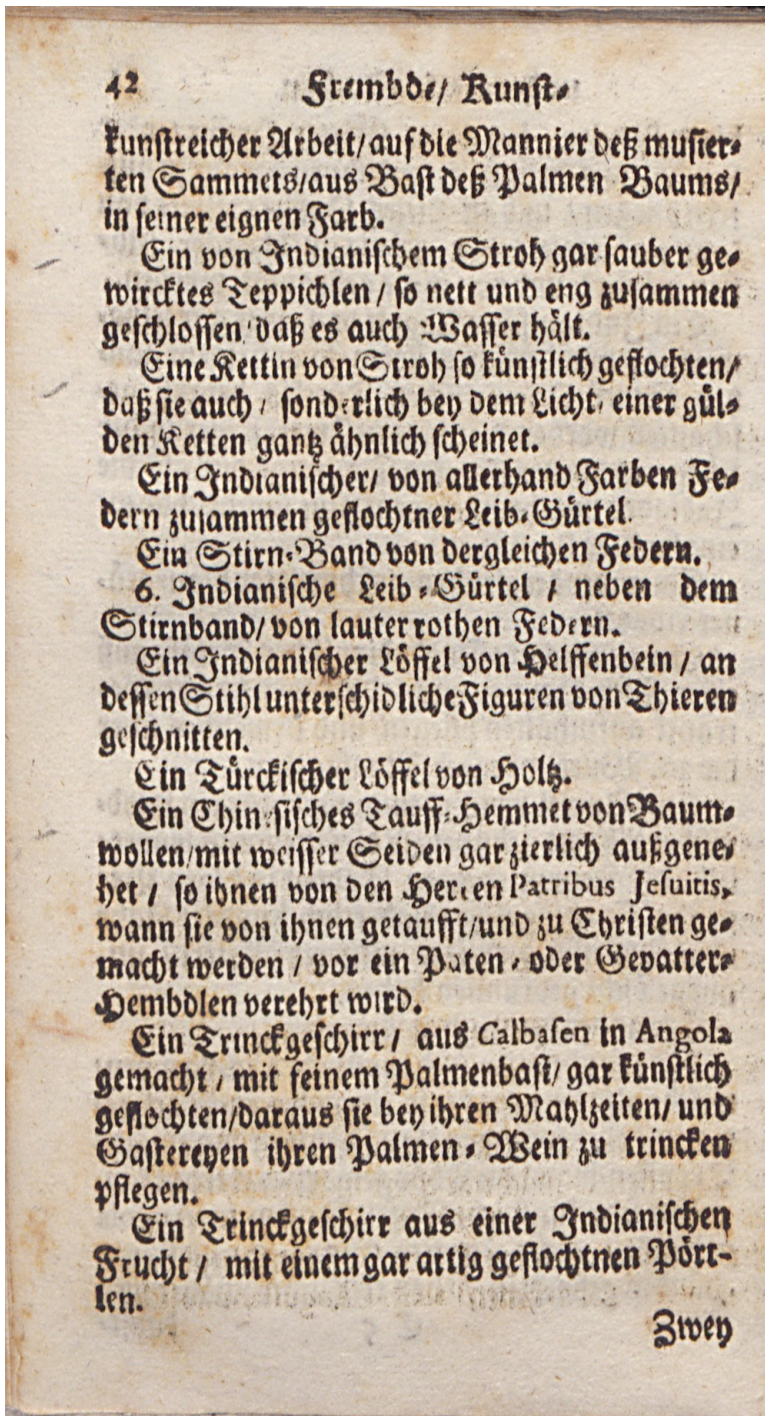 42 Frembde/ Kunst-
kunstreicher Arbeit/ auf die Mannier deß musier-
ten Sammets/ aus Bast deß Palmen Baums/
in seiner eignen Farb.
Ein von Indianischem Stroh gar sauber ge-
wircktes Teppichlen / so nett und eng zusammen
geschlossen/ daß es auch Wasser hält.
Eine Kettin von Stroh so künstlich geflochten/
daß sie auch / sonderlich bey dem Licht/ einer gül-
den Ketten gantz ähnlich scheinet.
Ein Indianischer/ von allerhand Farben Fe-
dern zusammen geflochtner Leib-Gürtel.
Ein Stirn-Band von dergleichen Federn.
6. Indianische Leib-Gürtel / neben dem
Stirnband/ von lauter rothen Federn.
Ein Indianischer Löffel von Helffenbein / an
dessen Stihl unterschidliche Figuren von Thieren
geschnitten.
Ein Türckischer Löffel von Holtz.
Ein Chinesisches Tauff-Hemmet von Baum-
wollen/ mit weisser Seiden gar zierlich außgene-
het / so ihnen von den Herren Patribus Jesuitis,
wann sie von ihnen getaufft/ und zu Christen ge-
macht werden / vor ein Paten- oder Gevatter-
Hembdlen verehrt wird.
Ein Trinckgeschirr/ aus Calbasen in Angola
gemacht / mit feinem Palmenbast/ gar künstlich
geflochten/ daraus sie bey ihren Mahlzeiten/ und
Gastereyen ihren Palmen-Wein zu trincken
pflegen.
Ein Trinckgeschirr aus einer Indianischen
Frucht / mit einem gar artig geflochtnen Pört-
len.
Zwey